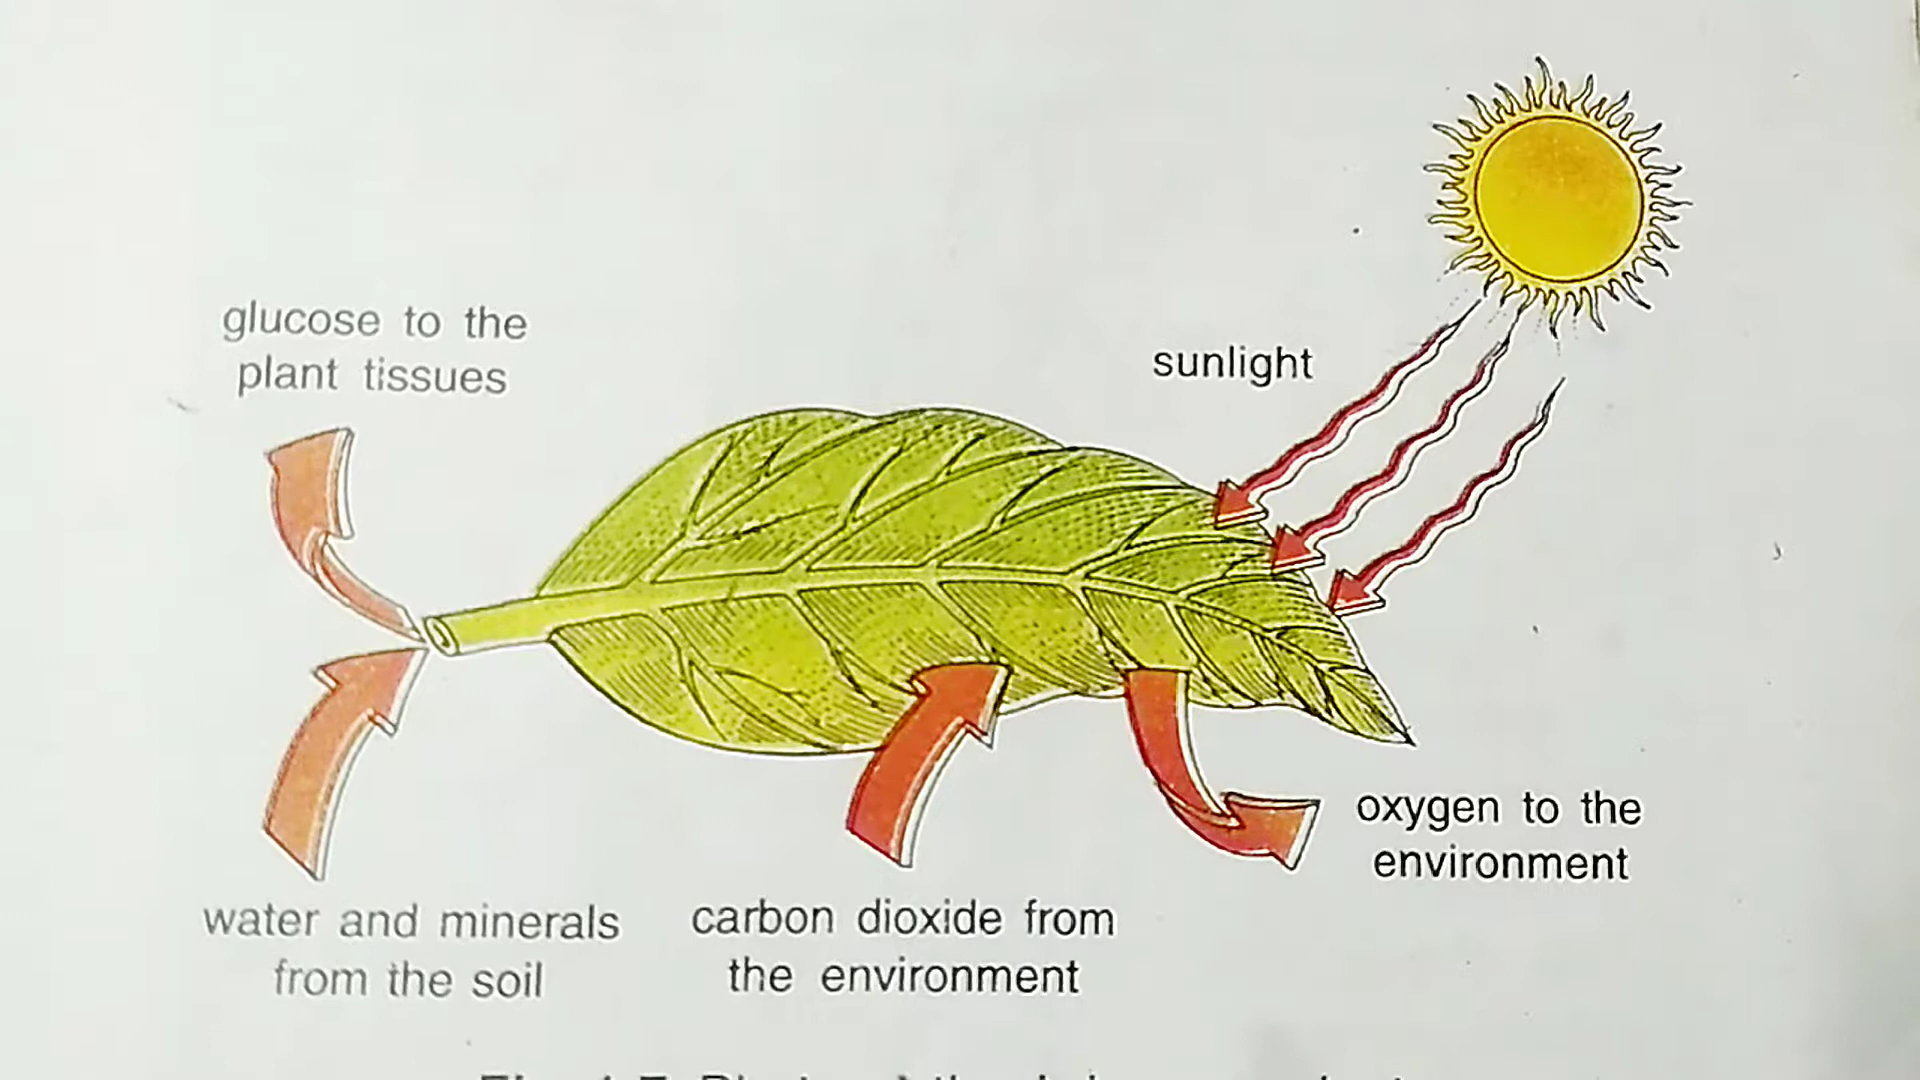 glucose to the
plant tissues
sunlight
oxygen to the
environment
water and minerals
from the soil
carbon dioxide from
the environment